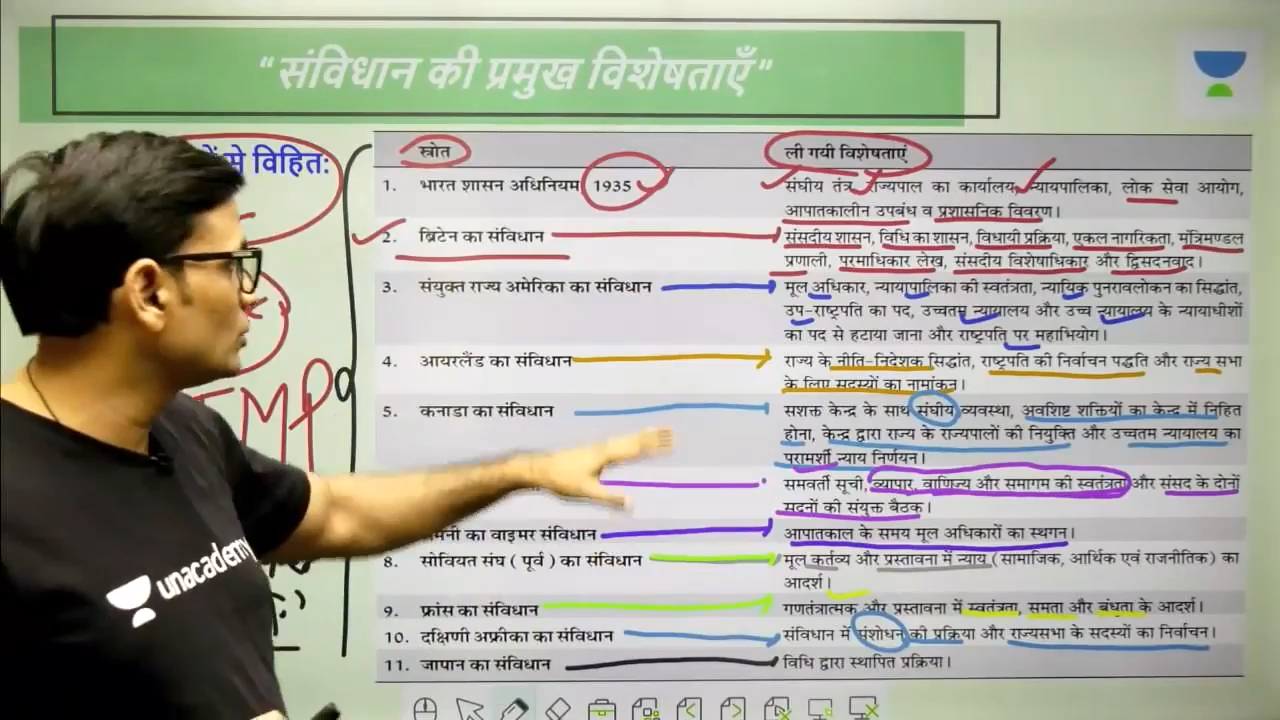 “संविधान की प्रमुख विशेषताएँ”
से विहितः
IMP
स्त्रोत ली गयी विशेषताएं
1. भारत शासन अधिनियम 1935 संघीय तंत्र राज्यपाल का कार्यालय, न्यायपालिका, लोक सेवा आयोग,
आपातकालीन उपबंध व प्रशासनिक विवरण।
2. ब्रिटेन का संविधान संसदीय शासन, विधि का शासन, विधायी प्रक्रिया, एकल नागरिकता, मंत्रिमण्डल
प्रणाली, परमाधिकार लेख, संसदीय विशेषाधिकार और द्विसदनवाद।
3. संयुक्त राज्य अमेरिका का संविधान मूल अधिकार, न्यायपालिका की स्वतंत्रता, न्यायिक पुनरावलोकन का सिद्धांत,
उप-राष्ट्रपति का पद, उच्चतम न्यायालय और उच्च न्यायालय के न्यायाधीशों
का पद से हटाया जाना और राष्ट्रपति पर महाभियोग।
4. आयरलैंड का संविधान राज्य के नीति-निदेशक सिद्धांत, राष्ट्रपति की निर्वाचन पद्धति और राज्य सभा
के लिए सदस्यों का नामांकन।
5. कनाडा का संविधान सशक्त केन्द्र के साथ संघीय व्यवस्था, अवशिष्ट शक्तियों का केन्द्र में निहित
होना, केन्द्र द्वारा राज्य के राज्यपालों की नियुक्ति और उच्चतम न्यायालय का
परामर्शी न्याय निर्णयन।
समवर्ती सूची, व्यापार, वाणिज्य और समागम की स्वतंत्रता और संसद के दोनों
सदनों की संयुक्त बैठक।
का वाइमर संविधान आपातकाल के समय मूल अधिकारों का स्थगन।
8. सोवियत संघ ( पूर्व ) का संविधान मूल कर्तव्य और प्रस्तावना में न्याय (सामाजिक, आर्थिक एवं राजनीतिक) का
आदर्श।
9. फ्रांस का संविधान गणतंत्रात्मक और प्रस्तावना में स्वतंत्रता, समता और बंधुता के आदर्श।
10. दक्षिणी अफ्रीका का संविधान संविधान में संशोधन की प्रक्रिया और राज्यसभा के सदस्यों का निर्वाचन।
11. जापान का संविधान विधि द्वारा स्थापित प्रक्रिया।
unacademy